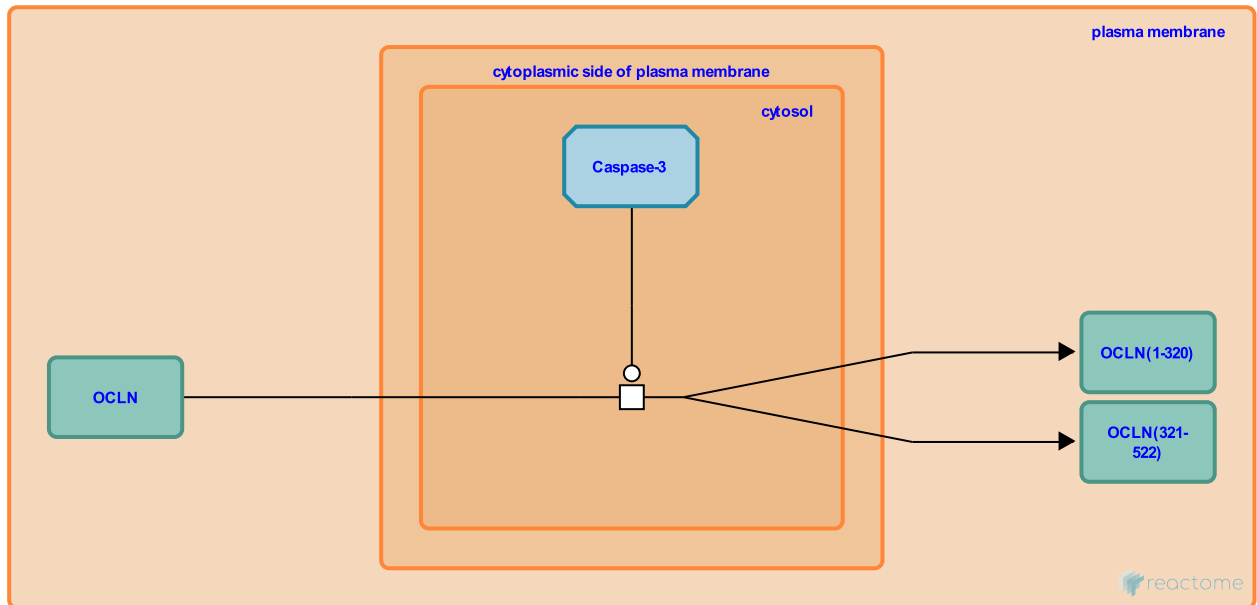 plasma membrane
cytoplasmic side of plasma membrane
cytosol
Caspase-3
OCLN
OCLN(1-320)
OCLN(321-
522)
reactome